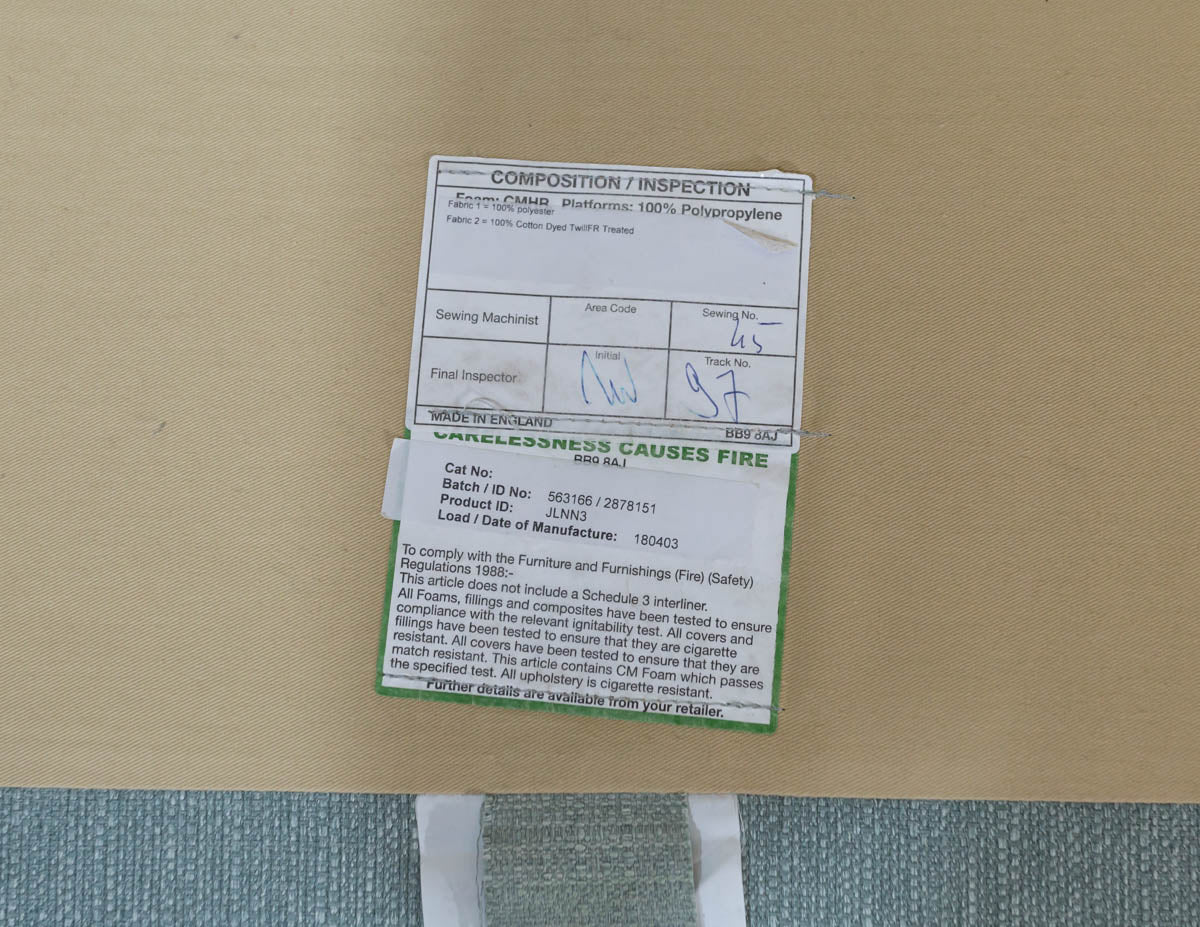 COMPOSITION / INSPECTION
Foam: CMHR Platforms: 100% Polypropylene
Fabric 1 = 100% polyester
Fabric 2 = 100% Cotton Dyed TwillFR Treated
Sewing Machinist
Area Code
Sewing No.
45
Final Inspector
Initial
Track No.
97
MADE IN ENGLAND
BB9 8AJ
CARELESSNESS CAUSES FIRE
BB9 8AJ
Cat No:
Batch / ID No: 563166 / 2878151
Product ID: JLNN3
Load / Date of Manufacture: 180403
To comply with the Furniture and Furnishings (Fire) (Safety)
Regulations 1988:-
This article does not include a Schedule 3 interliner.
All Foams, fillings and composites have been tested to ensure
compliance with the relevant ignitability test. All covers and
fillings have been tested to ensure that they are cigarette
resistant. All covers have been tested to ensure that they are
match resistant. This article contains CM Foam which passes
the specified test. All upholstery is cigarette resistant.
Further details are available from your retailer.